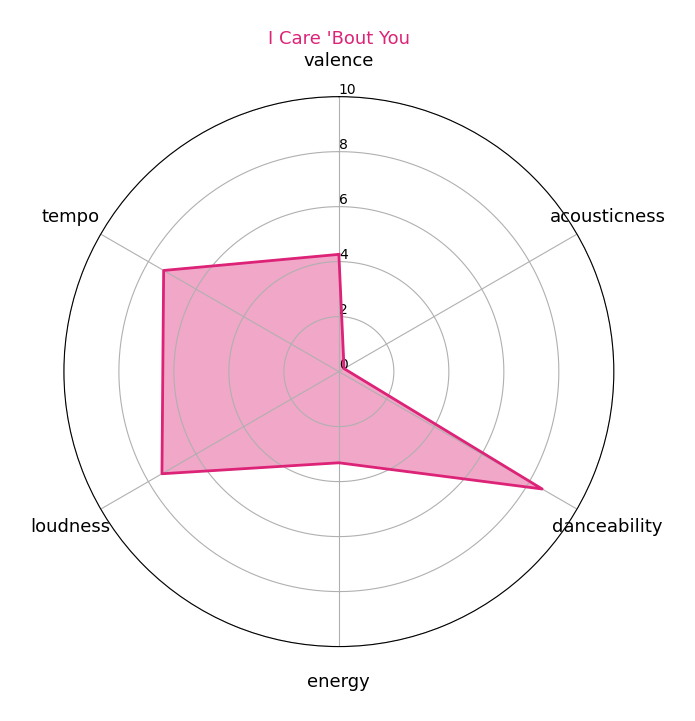 I Care 'Bout You
valence
10
8
6
4
2
0
tempo
acousticness
loudness
danceability
energy